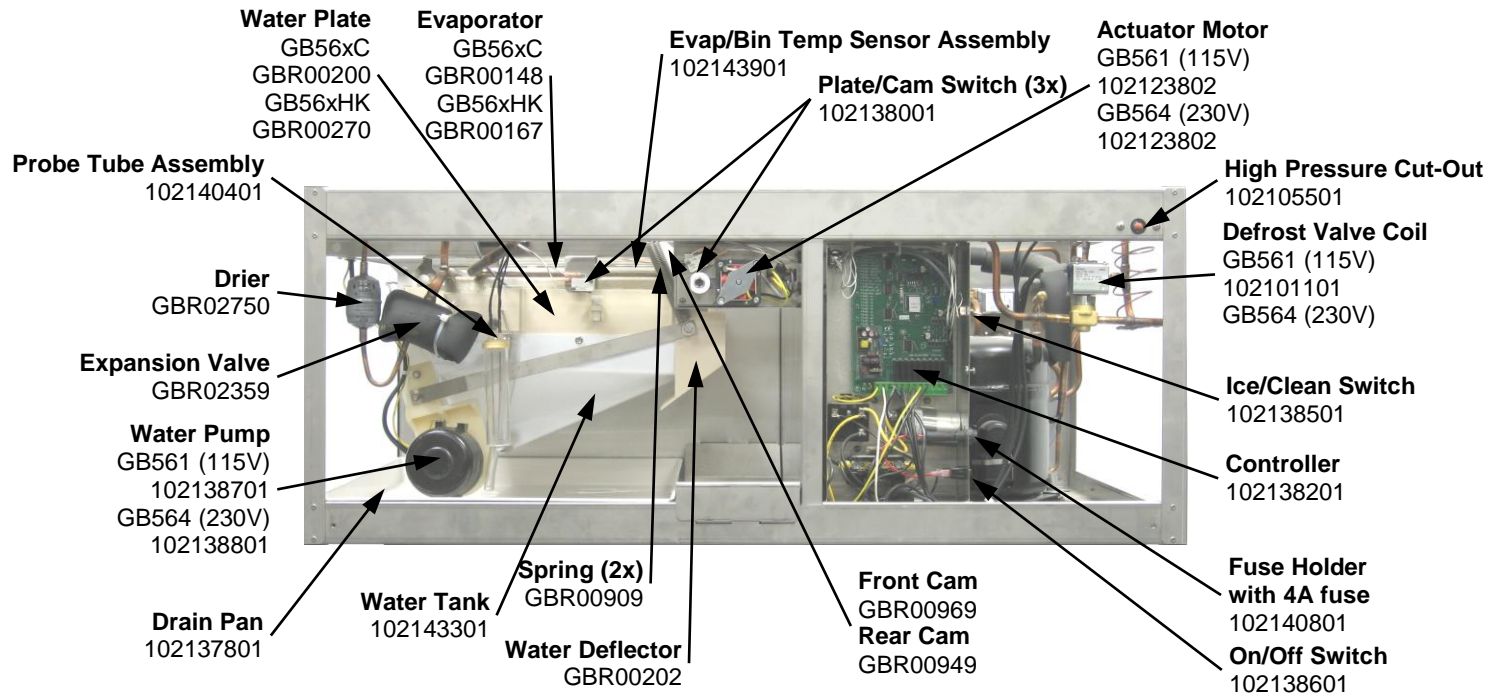 Water Plate
GB56xC
GBR00200
GB56xHK
GBR00270
Evaporator
GB56xC
GBR00148
GB56xHK
GBR00167
Evap/Bin Temp Sensor Assembly
102143901
Plate/Cam Switch (3x)
102138001
Actuator Motor
GB561 (115V)
102123802
GB564 (230V)
102123802
Probe Tube Assembly
102140401
High Pressure Cut-Out
102105501
Defrost Valve Coil
GB561 (115V)
102101101
GB564 (230V)
Drier
GBR02750
Expansion Valve
GBR02359
Ice/Clean Switch
102138501
Water Pump
GB561 (115V)
102138701
GB564 (230V)
102138801
Controller
102138201
Drain Pan
102137801
Water Tank
102143301
Spring (2x)
GBR00909
Water Deflector
GBR00202
Front Cam
GBR00969
Rear Cam
GBR00949
Fuse Holder
with 4A fuse
102140801
On/Off Switch
102138601